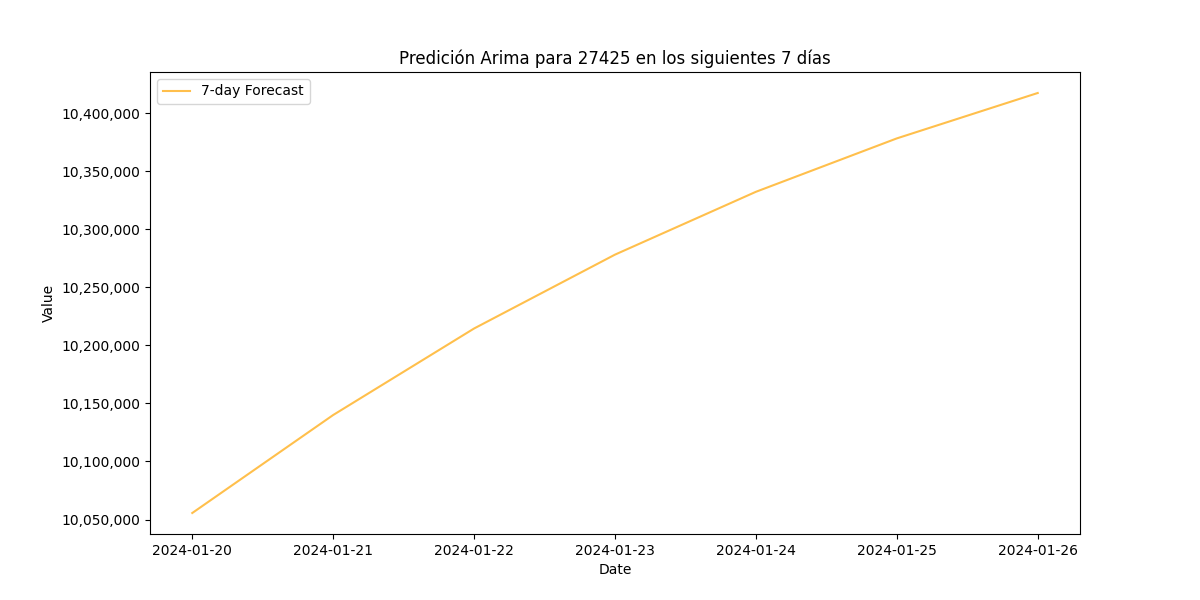 Predición Arima para 27425 en los siguientes 7 días
7-day Forecast
Value
10,400,000
10,350,000
10,300,000
10,250,000
10,200,000
10,150,000
10,100,000
10,050,000
2024-01-20 2024-01-21 2024-01-22 2024-01-23 2024-01-24 2024-01-25 2024-01-26
Date